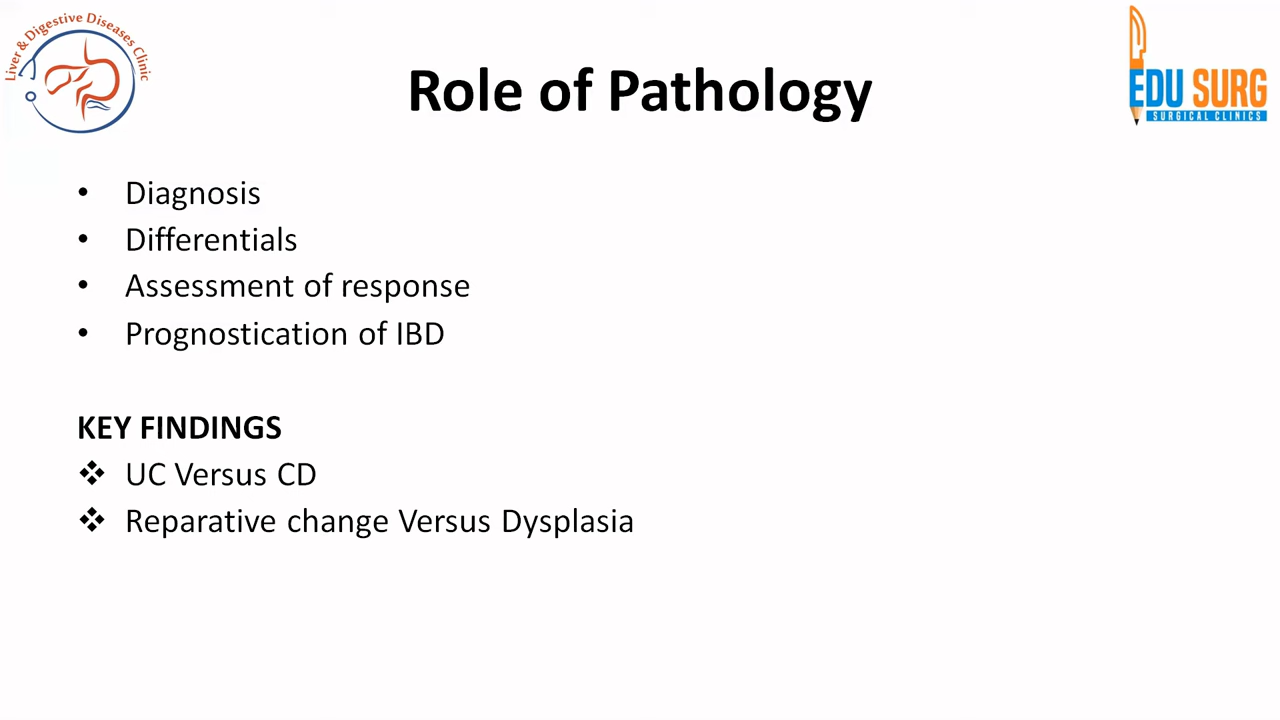 Liver & Digestive Diseases Clinic
EDU SURG
SURGICAL CLINICS
Role of Pathology
• Diagnosis
• Differentials
• Assessment of response
• Prognostication of IBD
KEY FINDINGS
❖ UC Versus CD
❖ Reparative change Versus Dysplasia